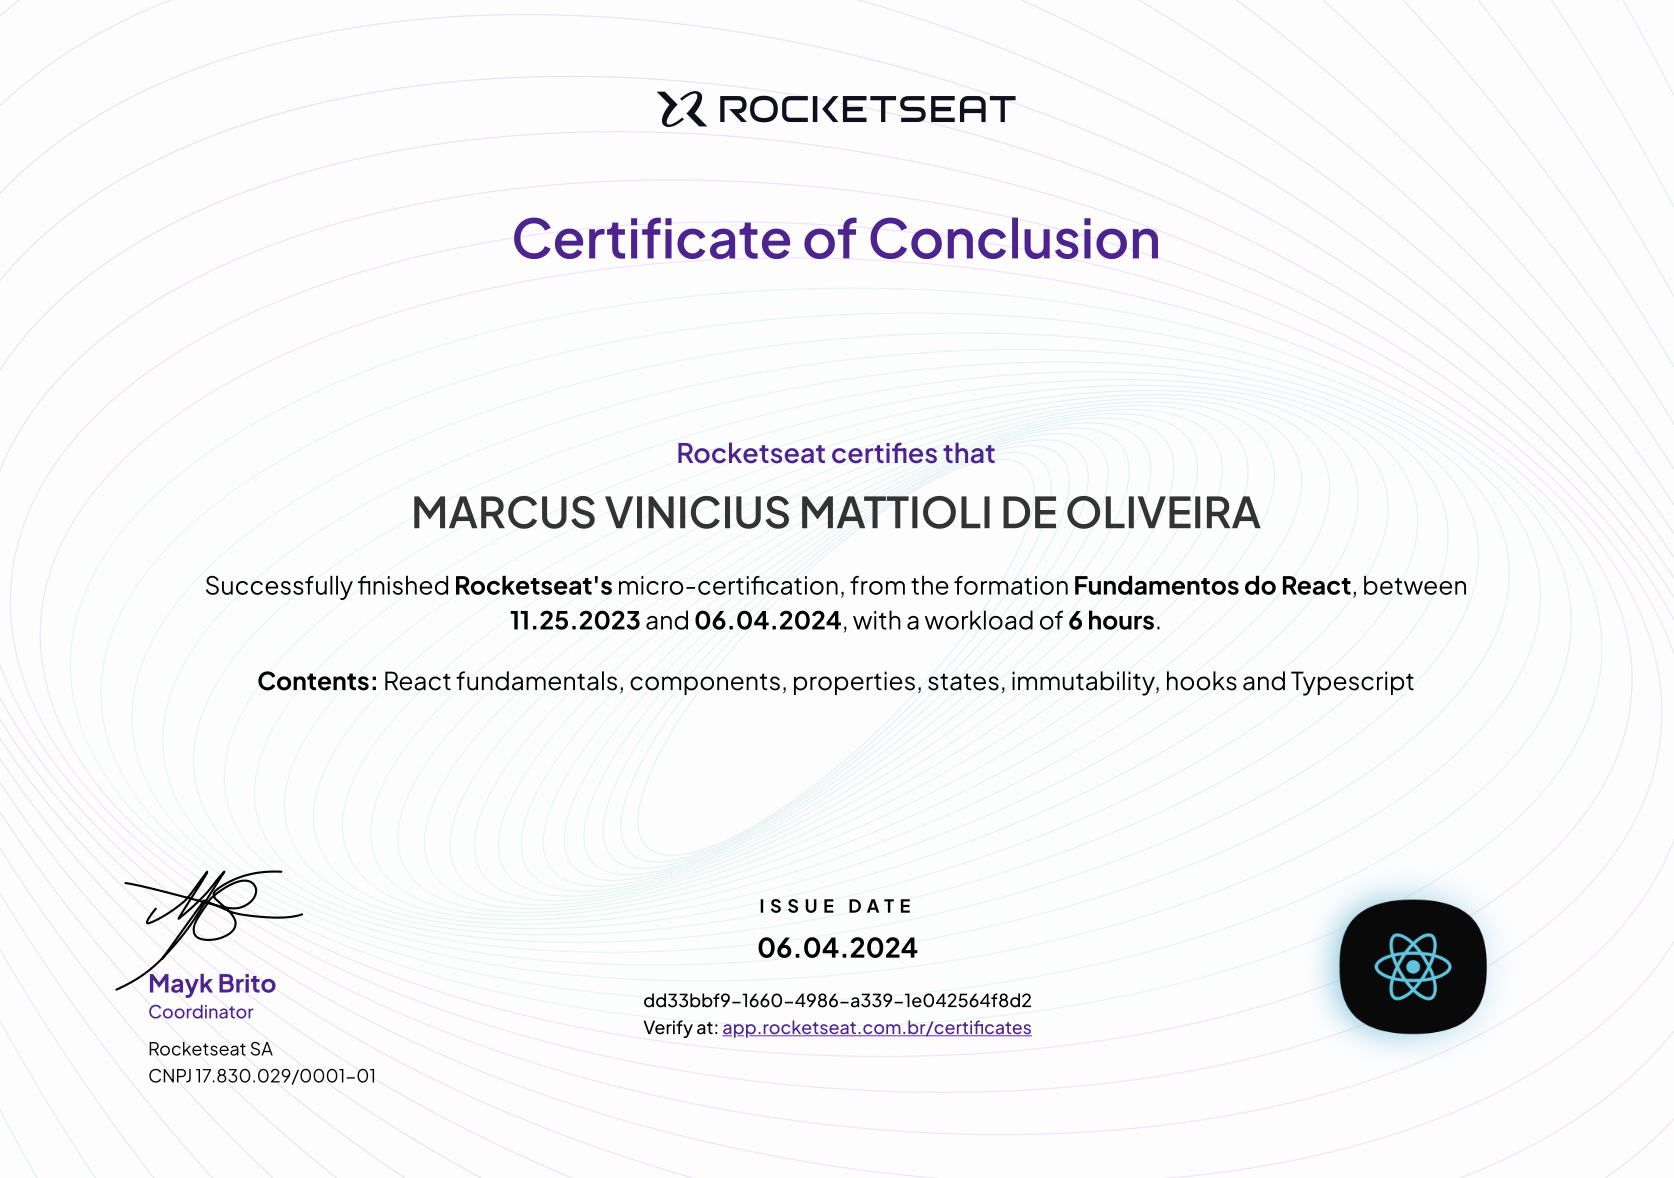 ROCKETSEAT
Certificate of Conclusion
Rocketseat certifies that
MARCUS VINICIUS MATTIOLI DE OLIVEIRA
Successfully finished Rocketseat's micro-certification, from the formation Fundamentos do React, between
11.25.2023 and 06.04.2024, with a workload of 6 hours.
Contents: React fundamentals, components, properties, states, immutability, hooks and Typescript
Mayk Brito
Coordinator
Rocketseat SA
CNPJ 17.830.029/0001-01
ISSUE DATE
06.04.2024
dd33bbf9-1660-4986-a339-1e042564f8d2
Verify at: app.rocketseat.com.br/certificates